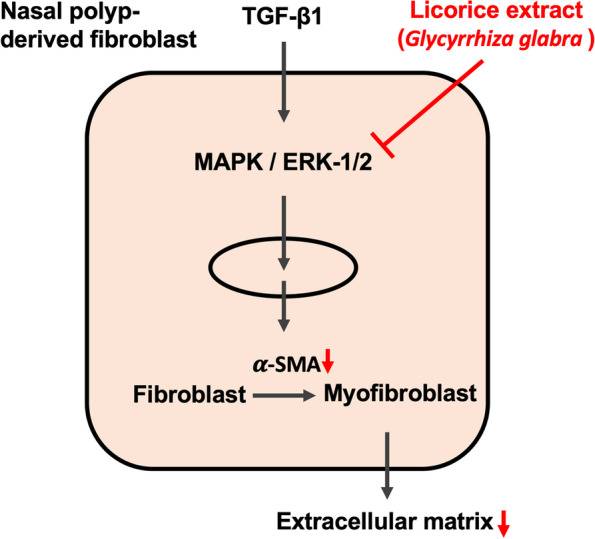 Nasal polyp-
derived fibroblast
TGF-β1
Licorice extract
(Glycyrrhiza glabra )
MAPK / ERK-1/2
α-SMA
Fibroblast
Myofibroblast
Extracellular matrix